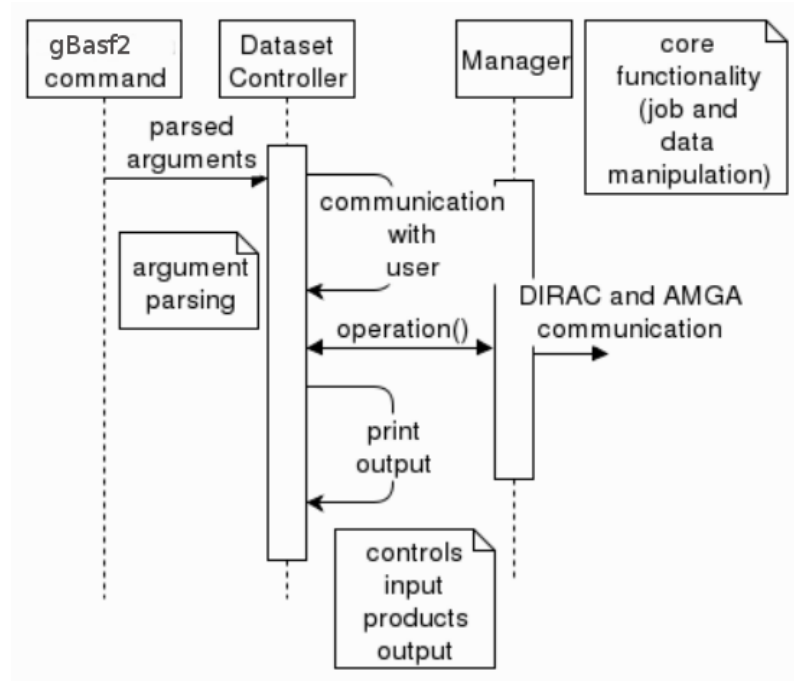 gBasf2
command
Dataset
Controller
Manager
core
functionality
(job and
data
manipulation)
parsed
arguments
communication
with
user
argument
parsing
DIRAC and AMGA
communication
operation()
print
output
controls
input
products
output